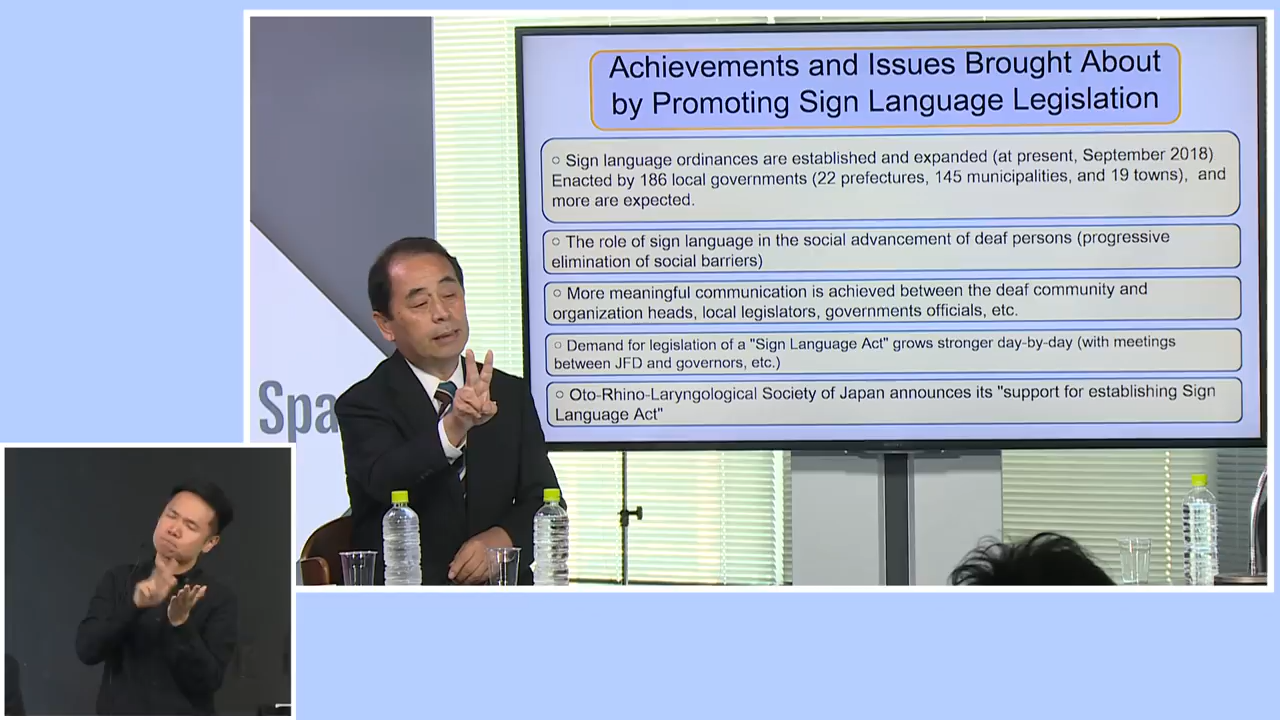 Achievements and Issues Brought About
by Promoting Sign Language Legislation
○ Sign language ordinances are established and expanded (at present, September 2018)
Enacted by 186 local governments (22 prefectures, 145 municipalities, and 19 towns), and
more are expected.
○ The role of sign language in the social advancement of deaf persons (progressive
elimination of social barriers)
○ More meaningful communication is achieved between the deaf community and
organization heads, local legislators, governments officials, etc.
○ Demand for legislation of a "Sign Language Act" grows stronger day-by-day (with meetings
between JFD and governors, etc.)
○ Oto-Rhino-Laryngological Society of Japan announces its "support for establishing Sign
Language Act"
Spa